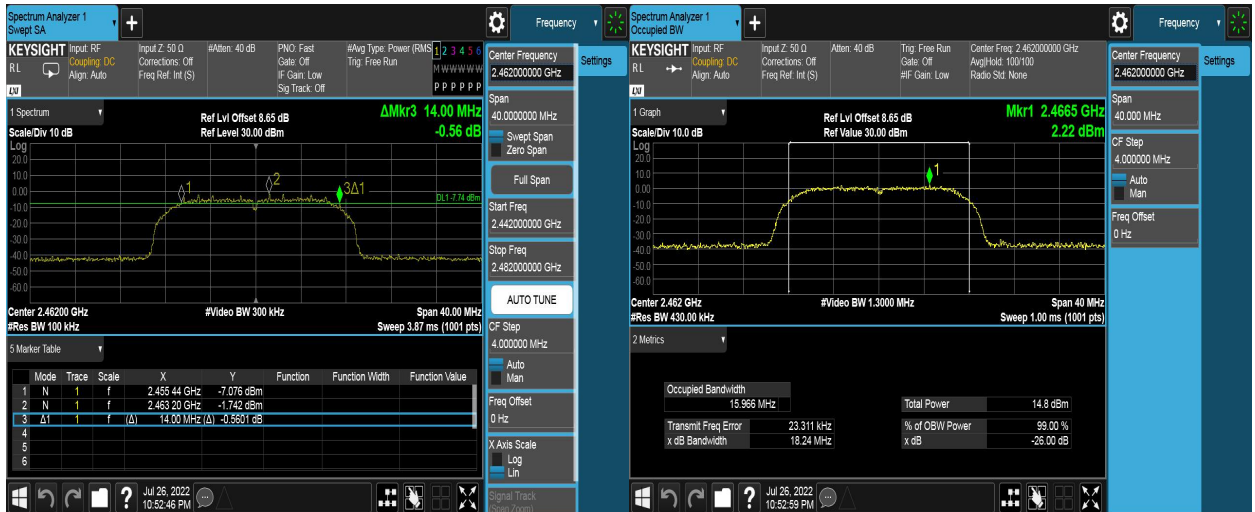 Spectrum Analyzer 1
Swept SA
+
Frequency
KEYSIGHT
RL
LXI
Input: RF
Coupling: DC
Align: Auto
Input Z: 50 Ω
Corrections: Off
Freq Ref: Int (S)
#Atten: 40 dB
PNO: Fast
Gate: Off
IF Gain: Low
Sig Track: Off
#Avg Type: Power (RMS
Trig: Free Run
1 2 3 4 5 6
M W W W W W
P P P P P P
Center Frequency
2.462000000 GHz
Settings
Span
40.0000000 MHz
Swept Span
Zero Span
Full Span
Start Freq
2.442000000 GHz
Stop Freq
2.482000000 GHz
AUTO TUNE
CF Step
4.000000 MHz
Auto
Man
Freq Offset
0 Hz
X Axis Scale
Log
Lin
Signal Track
(Span Zoom)
1 Spectrum
Scale/Div 10 dB
Log
Ref Lvl Offset 8.65 dB
Ref Level 30.00 dBm
ΔMkr3 14.00 MHz
-0.56 dB
20.0
10.0
0.00
-10.0
-20.0
-30.0
-40.0
-50.0
-60.0
1
2
3Δ1
DL1 -7.74 dBm
Center 2.46200 GHz
#Video BW 300 kHz
Span 40.00 MHz
#Res BW 100 kHz
Sweep 3.87 ms (1001 pts)
5 Marker Table
Mode Trace Scale X Y Function Function Width Function Value
1 N 1 f 2.455 44 GHz -7.076 dBm
2 N 1 f 2.463 20 GHz -1.742 dBm
3 Δ1 1 f (Δ) 14.00 MHz (Δ) -0.5601 dB
4
5
6
?
Jul 26, 2022
10:52:46 PM
Spectrum Analyzer 1
Occupied BW
+
Frequency
KEYSIGHT
RL
LXI
Input: RF
Coupling: DC
Align: Auto
Input Z: 50 Ω
Corrections: Off
Freq Ref: Int (S)
Atten: 40 dB
Trig: Free Run
Gate: Off
#IF Gain: Low
Center Freq: 2.462000000 GHz
Avg|Hold: 100/100
Radio Std: None
Center Frequency
2.462000000 GHz
Settings
Span
40.000 MHz
CF Step
4.000000 MHz
Auto
Man
Freq Offset
0 Hz
1 Graph
Scale/Div 10.0 dB
Log
Ref Lvl Offset 8.65 dB
Ref Value 30.00 dBm
Mkr1 2.4665 GHz
2.22 dBm
20.0
10.0
0.00
-10.0
-20.0
-30.0
-40.0
-50.0
-60.0
1
Center 2.462 GHz
#Video BW 1.3000 MHz
Span 40 MHz
#Res BW 430.00 kHz
Sweep 1.00 ms (1001 pts)
2 Metrics
Occupied Bandwidth
15.966 MHz
Total Power 14.8 dBm
Transmit Freq Error 23.311 kHz
% of OBW Power 99.00 %
x dB Bandwidth 18.24 MHz
x dB -26.00 dB
?
Jul 26, 2022
10:52:59 PM